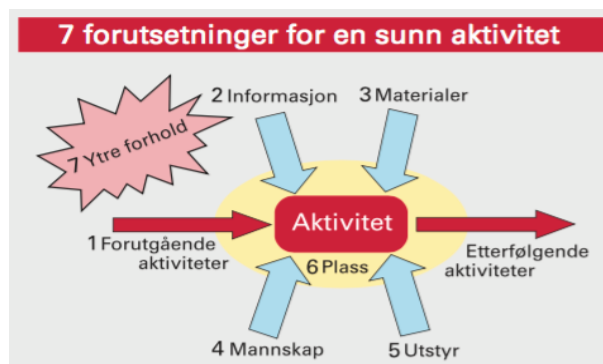 7 forutsetninger for en sunn aktivitet
2 Informasjon
3 Materialer
7 Ytre forhold
Aktivitet
1 Forutgående
aktiviteter
6 Plass
Etterfølgende
aktiviteter
4 Mannskap
5 Utstyr